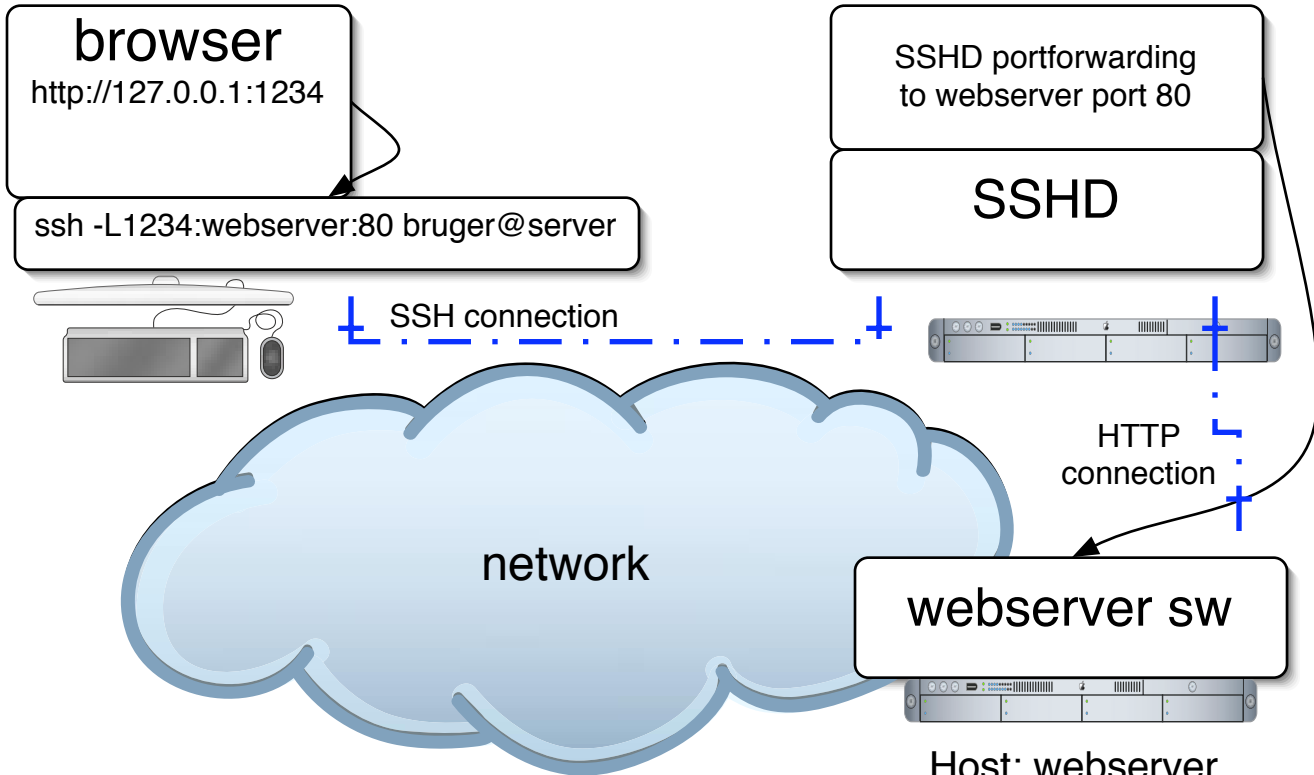 browser
http://127.0.0.1:1234
ssh -L1234:webserver:80 bruger@server
SSHD portforwarding
to webserver port 80
SSHD
SSH connection
HTTP
connection
network
webserver sw
Host: webserver